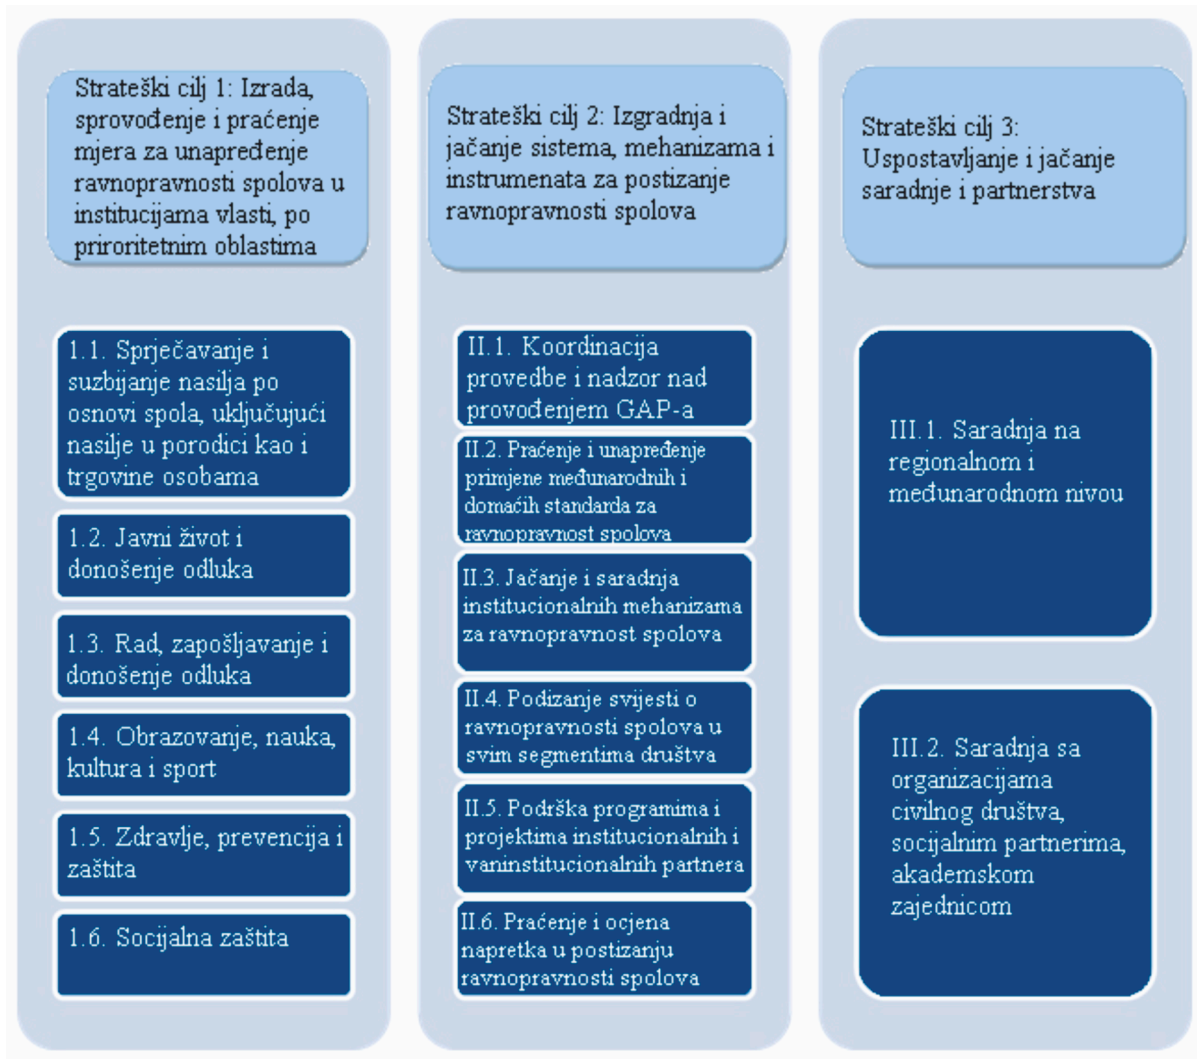 Strateški cilj 1: Izrada,
sprovođenje i praćenje
mjera za unapređenje
ravnopravnosti spolova u
institucijama vlasti, po
priroritetnim oblastima
1.1. Sprječavanje i
suzbijanje nasilja po
osnovi spola, uključujući
nasilje u porodici kao i
trgovine osobama
1.2. Javni život i
donošenje odluka
1.3. Rad, zapošljavanje i
donošenje odluka
1.4. Obrazovanje, nauka,
kultura i sport
1.5. Zdravlje, prevencija i
zaštita
1.6. Socijalna zaštita
Strateški cilj 2: Izgradnja i
jačanje sistema, mehanizama i
instrumenata za postizanje
ravnopravnosti spolova
II.1. Koordinacija
provedbe i nadzor nad
provođenjem GAP-a
II.2. Praćenje i unapređenje
primjene međunarodnih i
domaćih standarda za
ravnopravnost spolova
II.3. Jačanje i saradnja
institucionalnih mehanizama
za ravnopravnost spolova
II.4. Podizanje svijesti o
ravnopravnosti spolova u
svim segmentima društva
II.5. Podrška programima i
projektima institucionalnih i
vaninstitucionalnih partnera
II.6. Praćenje i ocjena
napretka u postizanju
ravnopravnosti spolova
Strateški cilj 3:
Uspostavljanje i jačanje
saradnje i partnerstva
III.1. Saradnja na
regionalnom i
međunarodnom nivou
III.2. Saradnja sa
organizacijama
civilnog društva,
socijalnim partnerima,
akademskom
zajednicom